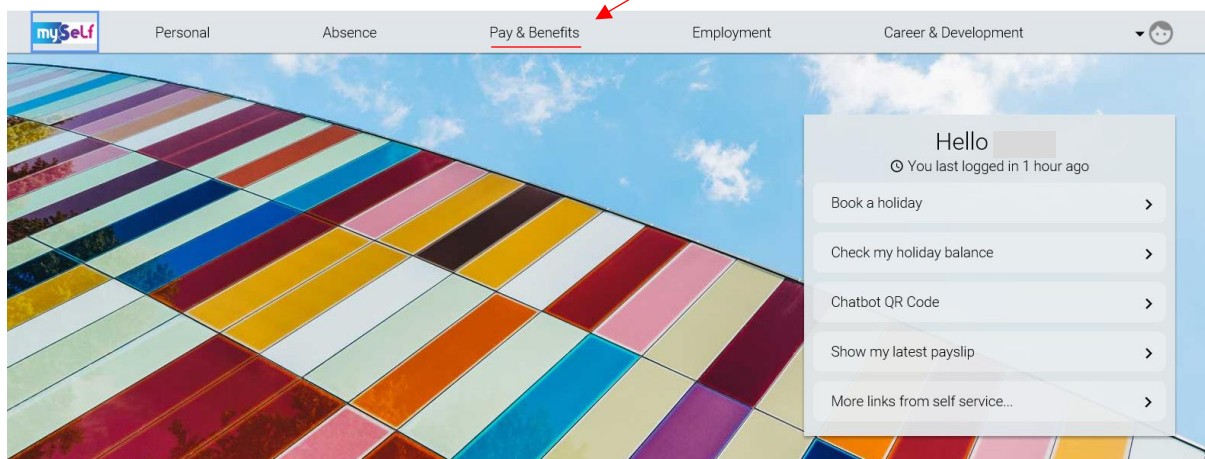 mySelf
Personal
Absence
Pay & Benefits
Employment
Career & Development
Hello
You last logged in 1 hour ago
Book a holiday
Check my holiday balance
Chatbot QR Code
Show my latest payslip
More links from self service...